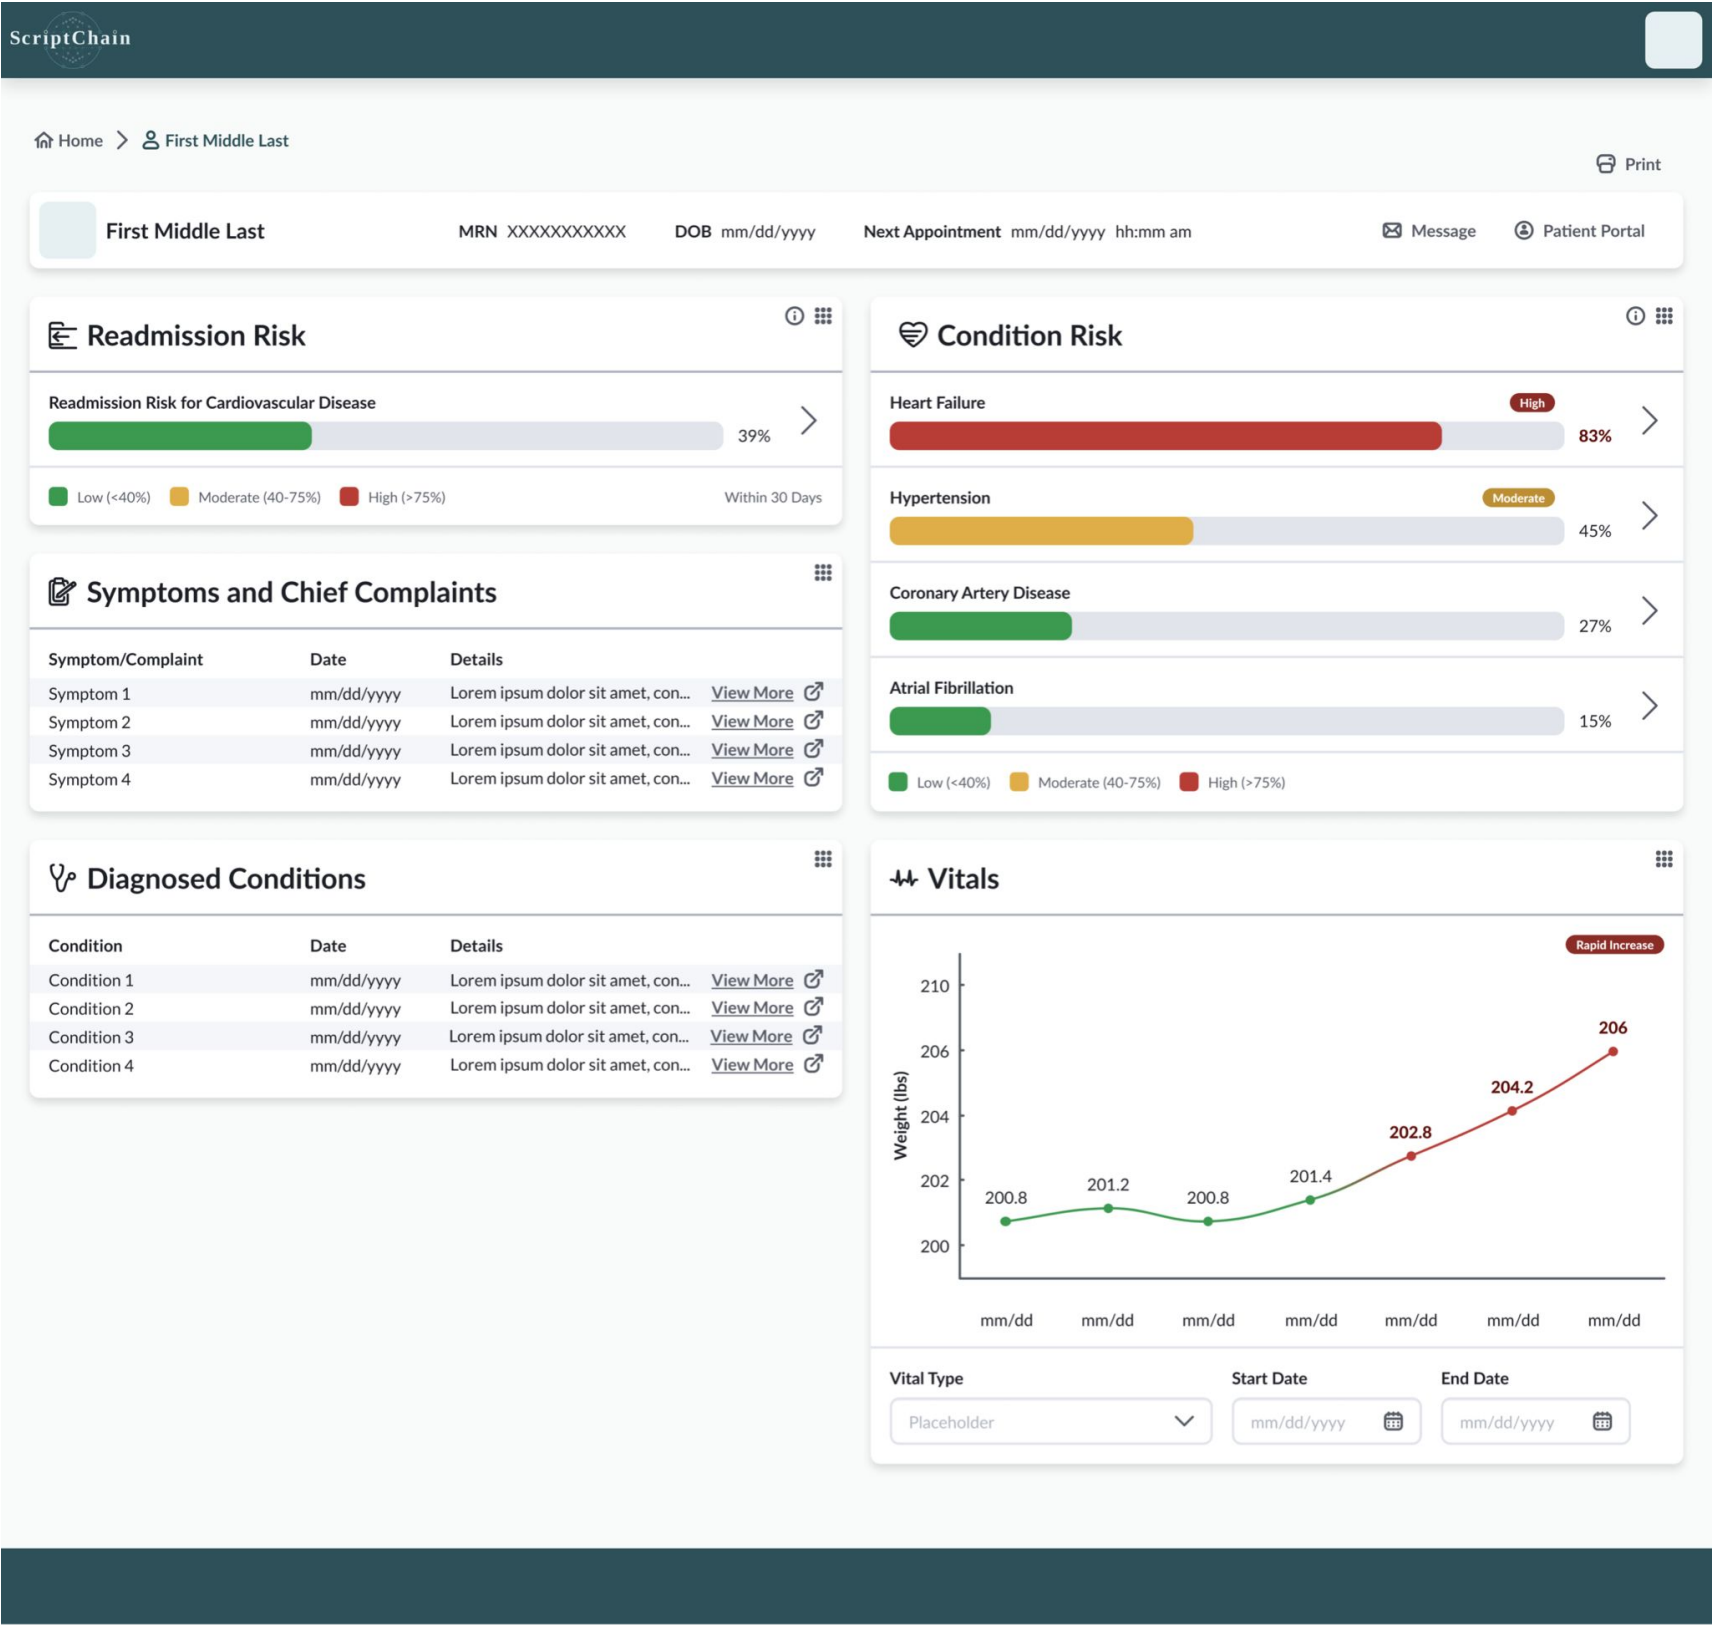 ScriptChain
Home > First Middle Last
Print
First Middle Last MRN XXXXXXXXXXX DOB mm/dd/yyyy Next Appointment mm/dd/yyyy hh:mm am Message Patient Portal
Readmission Risk
Readmission Risk for Cardiovascular Disease
39%
Low (<40%) Moderate (40-75%) High (>75%) Within 30 Days
Symptoms and Chief Complaints
Symptom/Complaint Date Details
Symptom 1 mm/dd/yyyy Lorem ipsum dolor sit amet, con... View More
Symptom 2 mm/dd/yyyy Lorem ipsum dolor sit amet, con... View More
Symptom 3 mm/dd/yyyy Lorem ipsum dolor sit amet, con... View More
Symptom 4 mm/dd/yyyy Lorem ipsum dolor sit amet, con... View More
Diagnosed Conditions
Condition Date Details
Condition 1 mm/dd/yyyy Lorem ipsum dolor sit amet, con... View More
Condition 2 mm/dd/yyyy Lorem ipsum dolor sit amet, con... View More
Condition 3 mm/dd/yyyy Lorem ipsum dolor sit amet, con... View More
Condition 4 mm/dd/yyyy Lorem ipsum dolor sit amet, con... View More
Condition Risk
Heart Failure High
83%
Hypertension Moderate
45%
Coronary Artery Disease
27%
Atrial Fibrillation
15%
Low (<40%) Moderate (40-75%) High (>75%)
Vitals
Rapid Increase
Weight (lbs)
210
206
204
202
200
200.8
201.2
200.8
201.4
202.8
204.2
206
mm/dd mm/dd mm/dd mm/dd mm/dd mm/dd mm/dd
Vital Type Start Date End Date
Placeholder mm/dd/yyyy mm/dd/yyyy